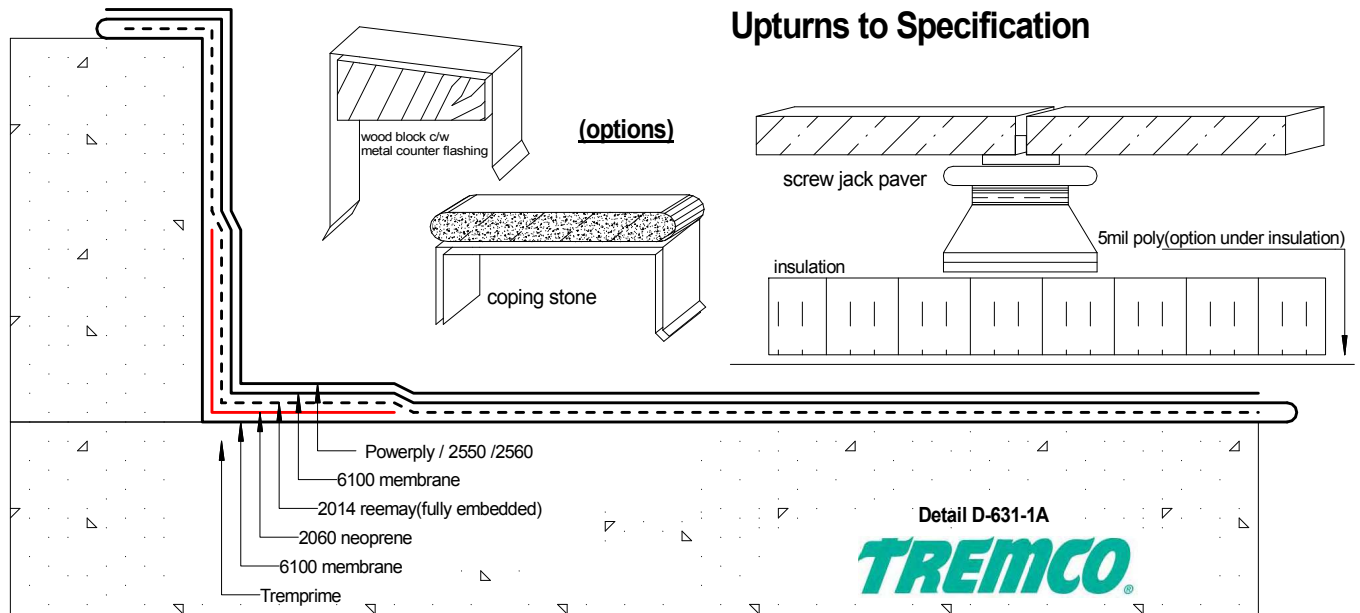 Upturns to Specification
wood block c/w
metal counter flashing
(options)
coping stone
screw jack paver
5mil poly(option under insulation)
insulation
Powerply / 2550 /2560
6100 membrane
2014 reemay(fully embedded)
2060 neoprene
6100 membrane
Tremprime
Detail D-631-1A
TREMCO®